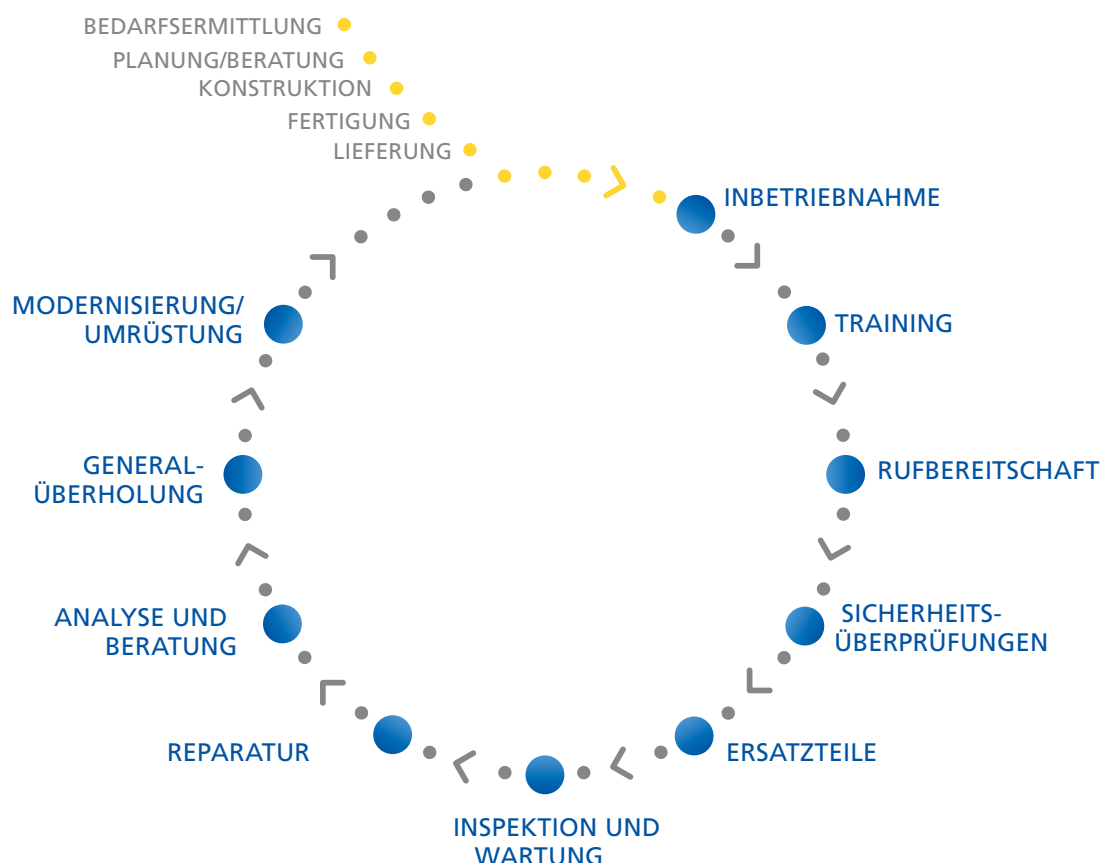 BEDARFSERMITTLUNG
PLANUNG/BERATUNG
KONSTRUKTION
FERTIGUNG
LIEFERUNG
INBETRIEBNAHME
TRAINING
RUFBEREITSCHAFT
SICHERHEITS-
ÜBERPRÜFUNGEN
ERSATZTEILE
INSPEKTION UND
WARTUNG
REPARATUR
ANALYSE UND
BERATUNG
GENERAL-
ÜBERHOLUNG
MODERNISIERUNG/
UMRÜSTUNG